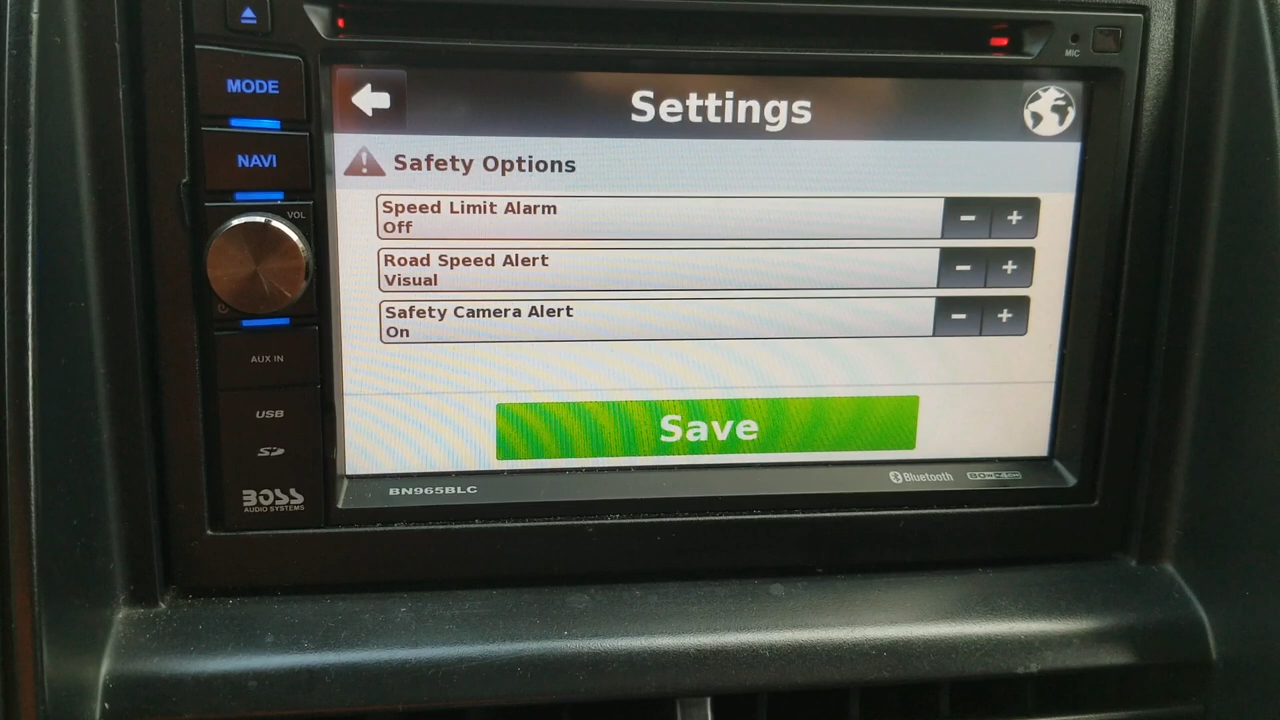 MIC
MODE
NAVI
VOL
AUX IN
USB
SD
BOSS
AUDIO SYSTEMS
Settings
Safety Options
Speed Limit Alarm
Off
- +
Road Speed Alert
Visual
- +
Safety Camera Alert
On
- +
Save
BN965BLC
Bluetooth